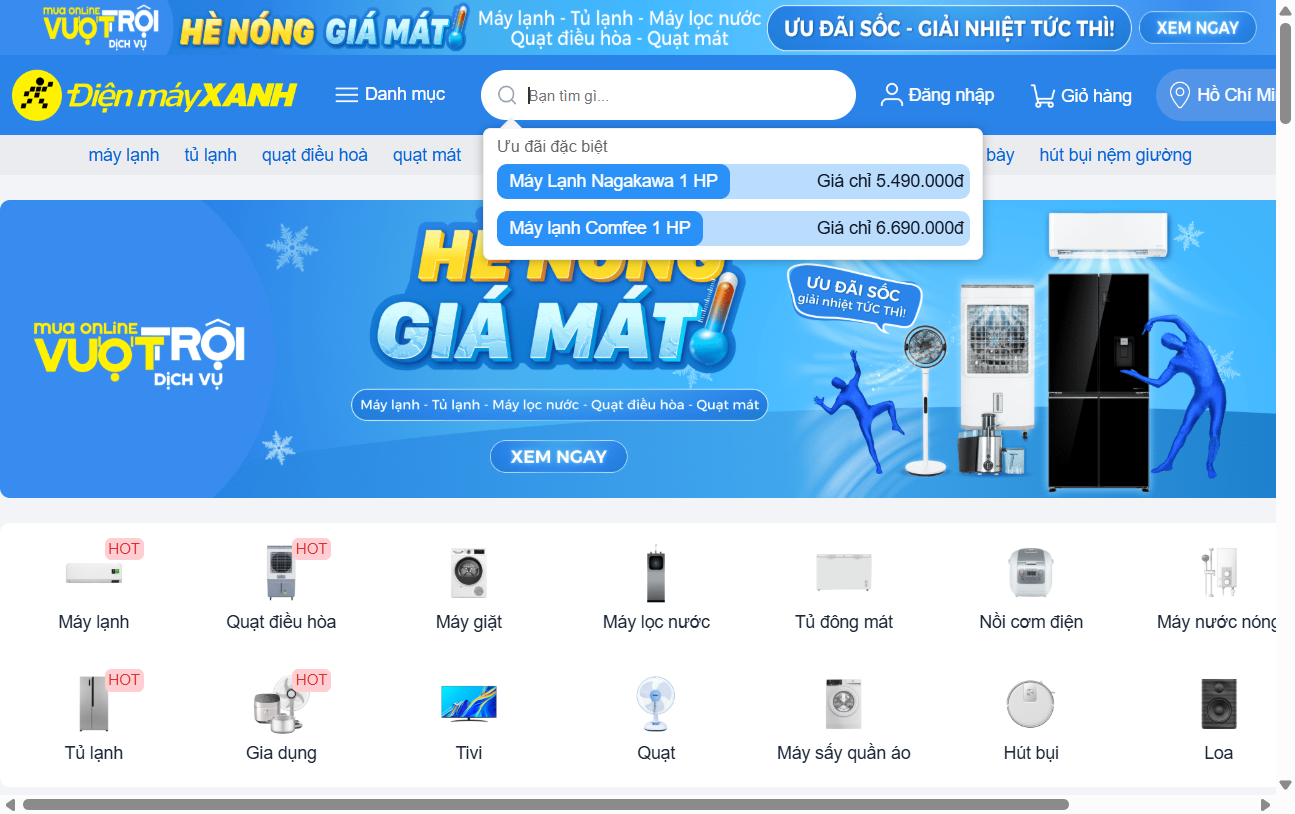 mua online
VUỢT TRỘI
DỊCH VỤ
HÈ NÓNG GIÁ MÁT
Máy lạnh - Tủ lạnh - Máy lọc nước
Quạt điều hòa - Quạt mát
ƯU ĐÃI SỐC - GIẢI NHIỆT TỨC THÌ!
XEM NGAY
Điện máy XANH
Danh mục
Bạn tìm gì...
Đăng nhập
Giỏ hàng
Hồ Chí Mi
máy lạnh
tủ lạnh
quạt điều hoà
quạt mát
bày
hút bụi nệm giường
Ưu đãi đặc biệt
Máy Lạnh Nagakawa 1 HP
Giá chỉ 5.490.000đ
Máy lạnh Comfee 1 HP
Giá chỉ 6.690.000đ
mua online
VUỢT TRỘI
DỊCH VỤ
HÈ NÓNG
GIÁ MÁT
Máy lạnh - Tủ lạnh - Máy lọc nước - Quạt điều hòa - Quạt mát
XEM NGAY
ƯU ĐÃI SỐC
giải nhiệt TỨC THÌ!
HOT
HOT
Máy lạnh
Quạt điều hòa
Máy giặt
Máy lọc nước
Tủ đông mát
Nồi cơm điện
Máy nước nóng
HOT
HOT
Tủ lạnh
Gia dụng
Tivi
Quạt
Máy sấy quần áo
Hút bụi
Loa